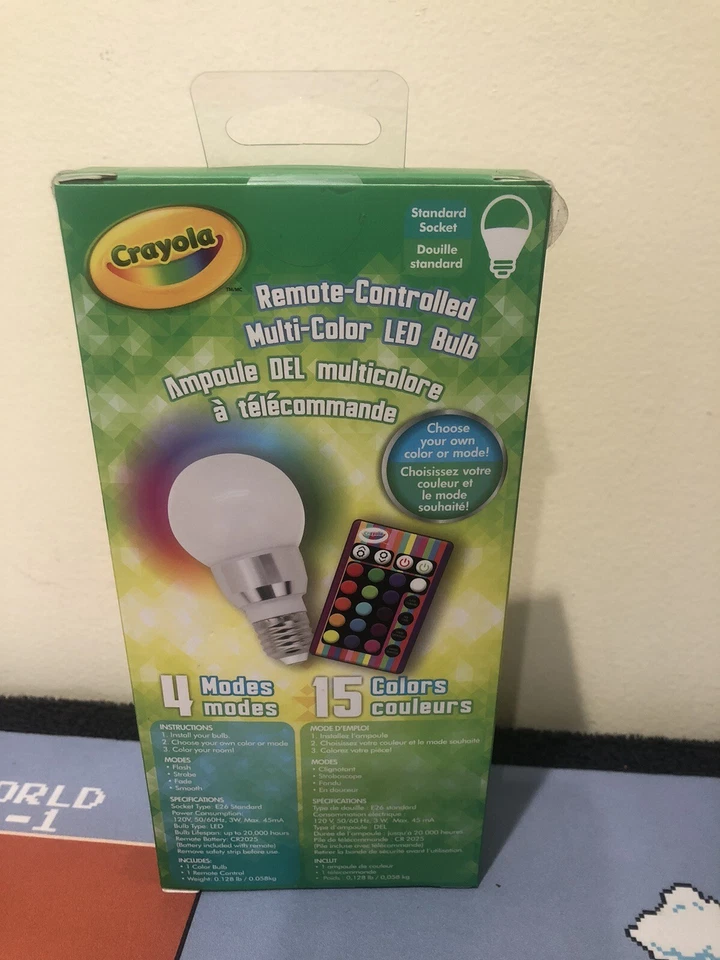 Crayola
TM/MC
Standard
Socket
Douille
standard
Remote-Controlled
Multi-Color LED Bulb
Ampoule DEL multicolore
à télécommande
Choose
your own
color or mode!
Choisissez votre
couleur et
le mode
souhaité!
Crayola
4 Modes
modes
15 Colors
couleurs
INSTRUCTIONS
1. Install your bulb
2. Choose your own color or mode
3. Color your room!
MODES
• Flash
• Strobe
• Fade
• Smooth
SPECIFICATIONS
Socket Type: E26 Standard
Power Consumption:
120V, 50/60Hz, 3W, Max. 45mA
Bulb Type: LED
Bulb Lifespan: up to 20,000 hours
Remote Battery: CR2025
(Battery included with remote)
Remove safety strip before use.
INCLUDES:
• 1 Color Bulb
• 1 Remote Control
• Weight: 0.128 lb / 0.058kg
MODE D'EMPLOI
1. Installez l'ampoule
2. Choisissez votre couleur et le mode souhaité
3. Colorez votre pièce!
MODES
• Clignotant
• Stroboscope
• Fondu
• En douceur
SPÉCIFICATIONS
Type de douille : E26 standard
Consommation électrique :
120 V, 50/60 Hz, 3 W, Max. 45 mA
Type d'ampoule : DEL
Durée de l'ampoule : jusqu'à 20 000 heures
Pile de télécommande : CR 2025
(Pile incluse avec télécommande)
Retirer la bande de sécurité avant l'utilisation.
INCLUT
• 1 ampoule de couleur
• 1 télécommande
• Poids : 0,128 lb / 0,058 kg
ORLD
-1